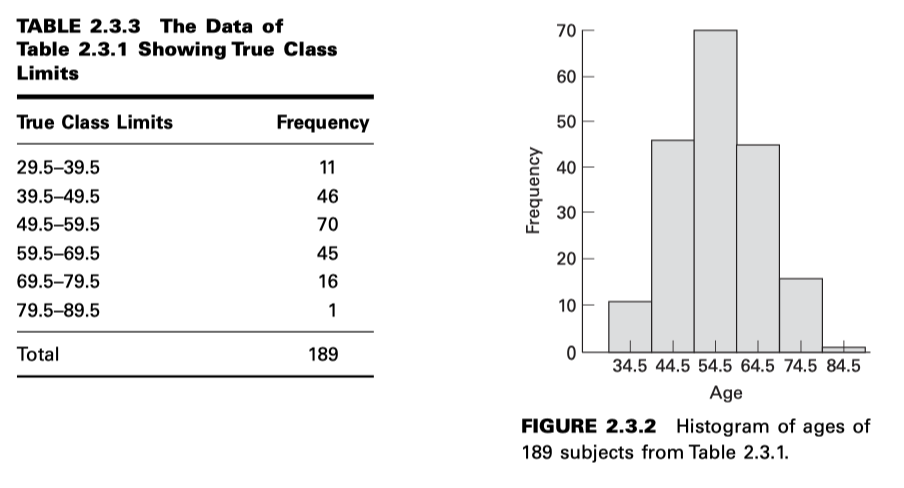 TABLE 2.3.3 The Data of
Table 2.3.1 Showing True Class
Limits
True Class Limits Frequency
29.5–39.5 11
39.5–49.5 46
49.5–59.5 70
59.5–69.5 45
69.5–79.5 16
79.5–89.5 1
Total 189
70
60
50
40
30
20
10
0
Frequency
34.5 44.5 54.5 64.5 74.5 84.5
Age
FIGURE 2.3.2 Histogram of ages of
189 subjects from Table 2.3.1.